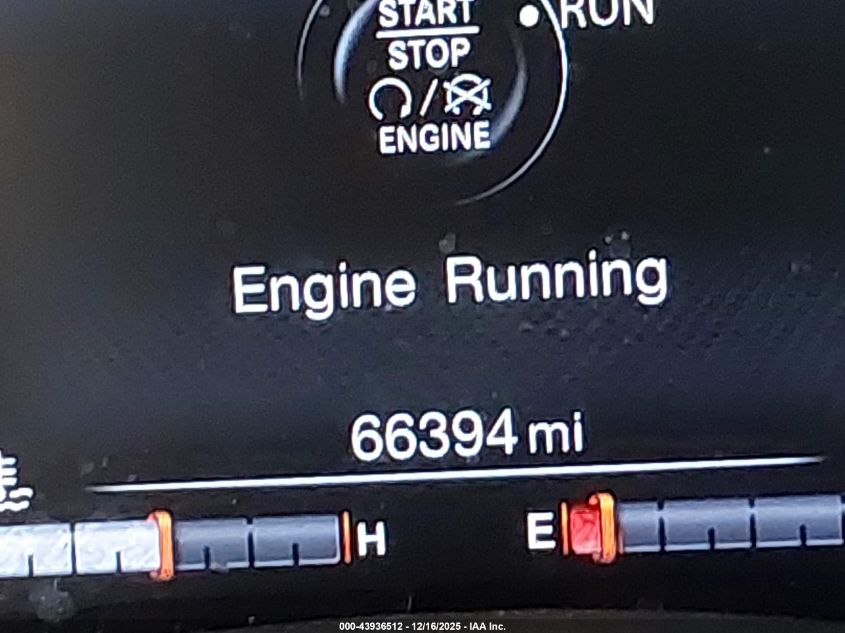 START
RUN
STOP
/
ENGINE
Engine Running
66394 mi
H
E
000-43936512 - 12/16/2025 - IAA Inc.